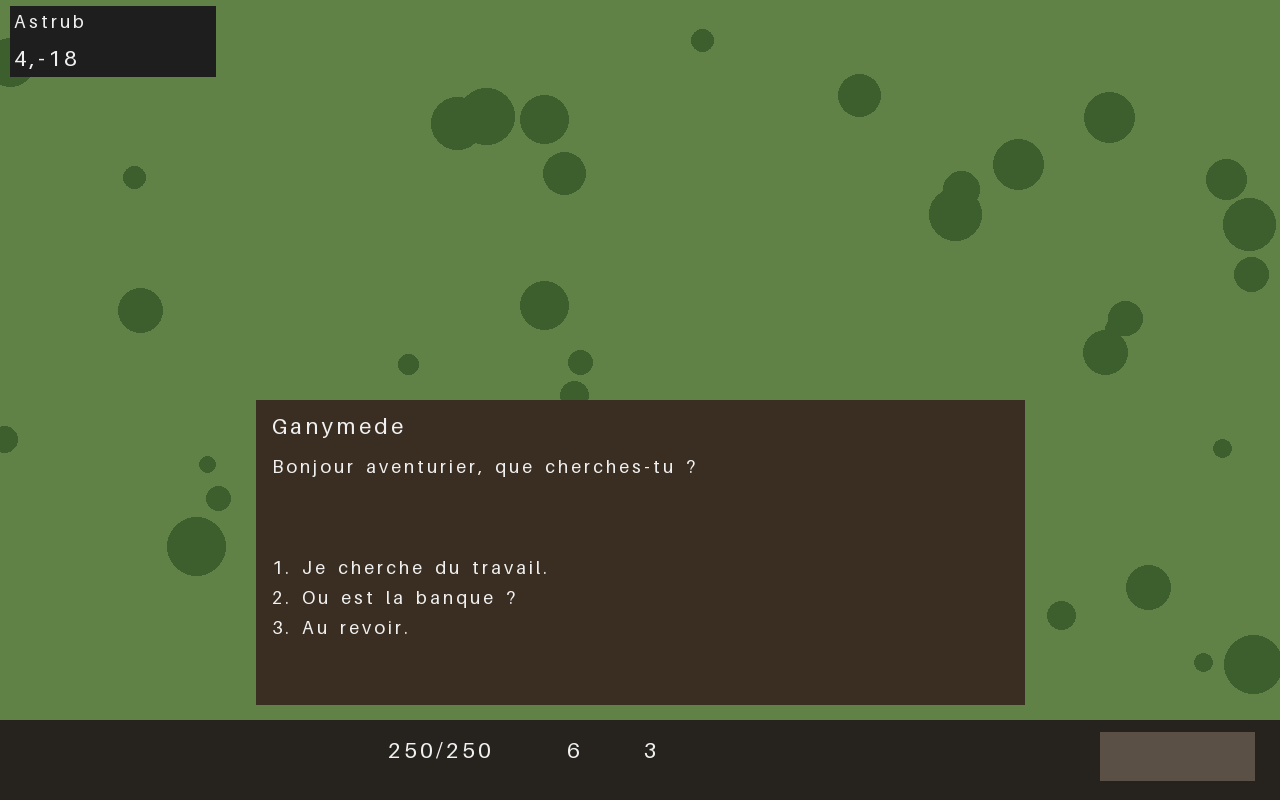 Astrub
4,-18
Ganymede
Bonjour aventurier, que cherches-tu ?
1. Je cherche du travail.
2. Ou est la banque ?
3. Au revoir.
250/250 6 3